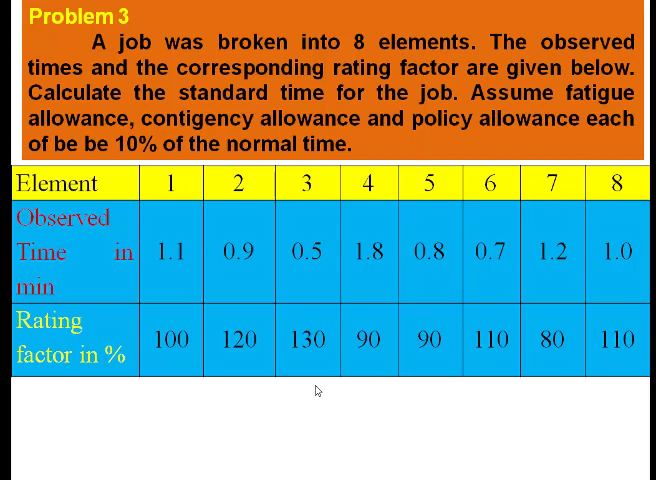 Problem 3
A job was broken into 8 elements. The observed
times and the corresponding rating factor are given below.
Calculate the standard time for the job. Assume fatigue
allowance, contigency allowance and policy allowance each
of be be 10% of the normal time.
Element 1 2 3 4 5 6 7 8
Observed
Time in 1.1 0.9 0.5 1.8 0.8 0.7 1.2 1.0
min
Rating
factor in % 100 120 130 90 90 110 80 110